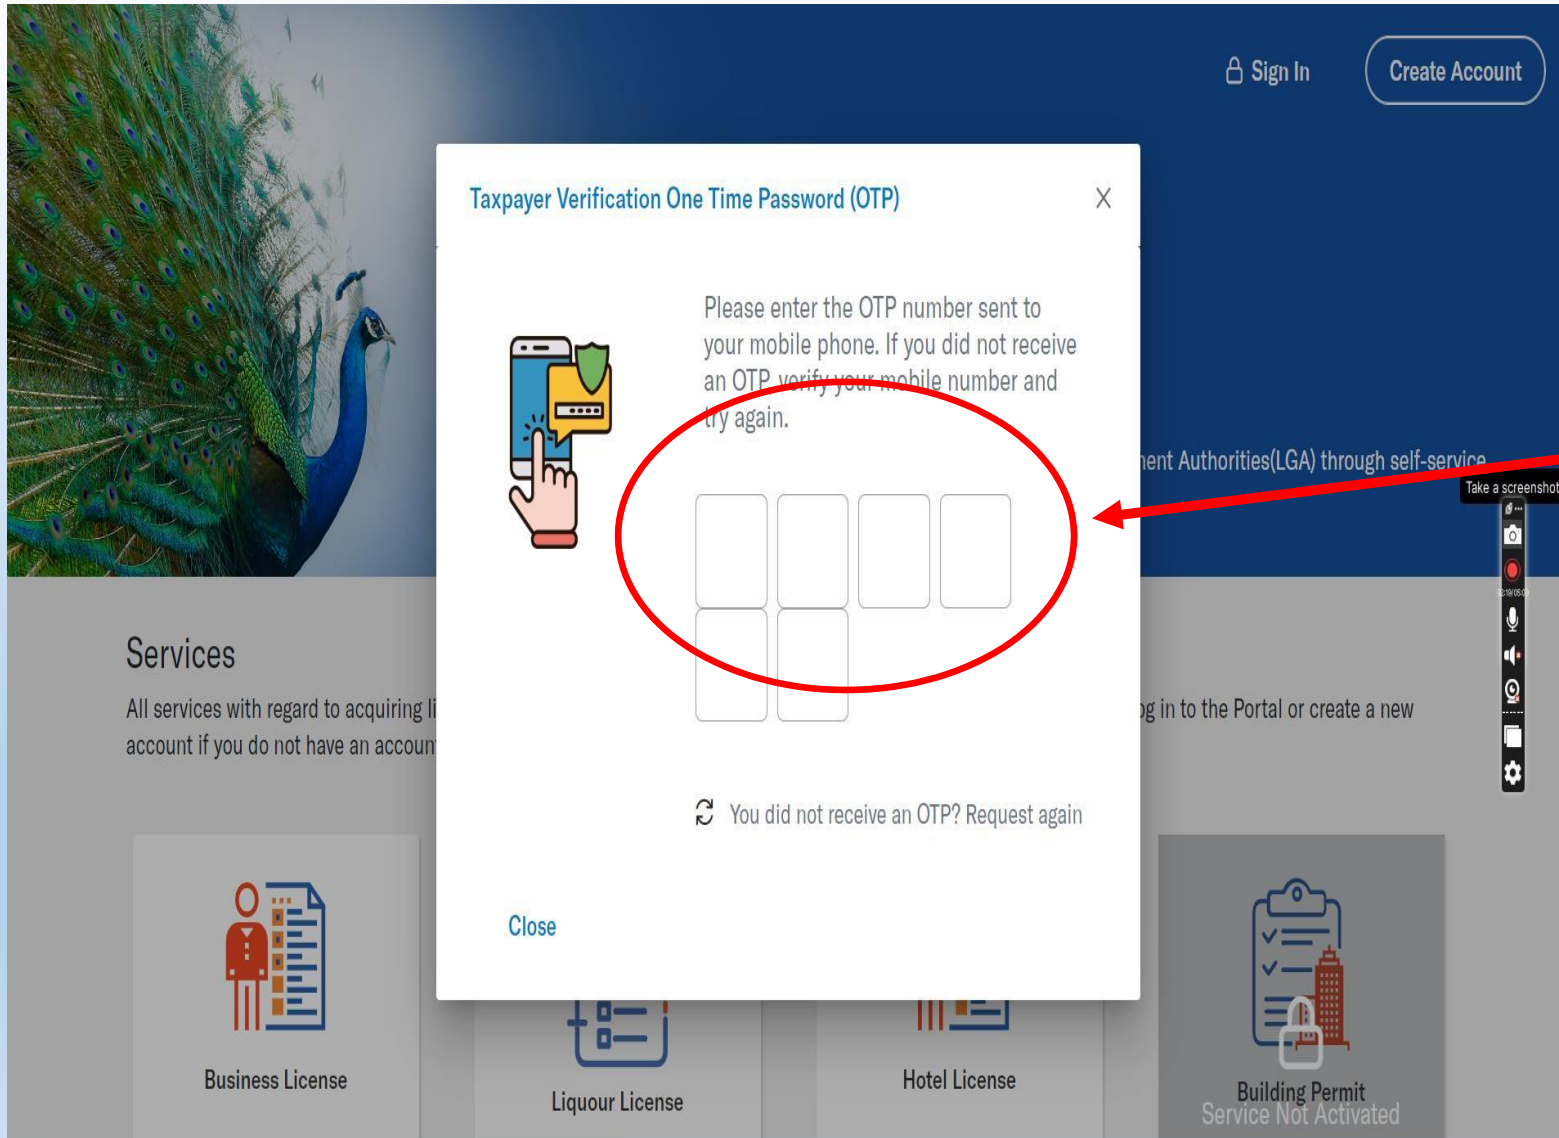 Sign In
Create Account
Taxpayer Verification One Time Password (OTP)
X
Please enter the OTP number sent to
your mobile phone. If you did not receive
an OTP, verify your mobile number and
try again.
ment Authorities(LGA) through self-service
Take a screenshot
Services
All services with regard to acquiring li
og in to the Portal or create a new
account if you do not have an accoun
You did not receive an OTP? Request again
Close
Business License
Liquour License
Hotel License
Building Permit
Service Not Activated